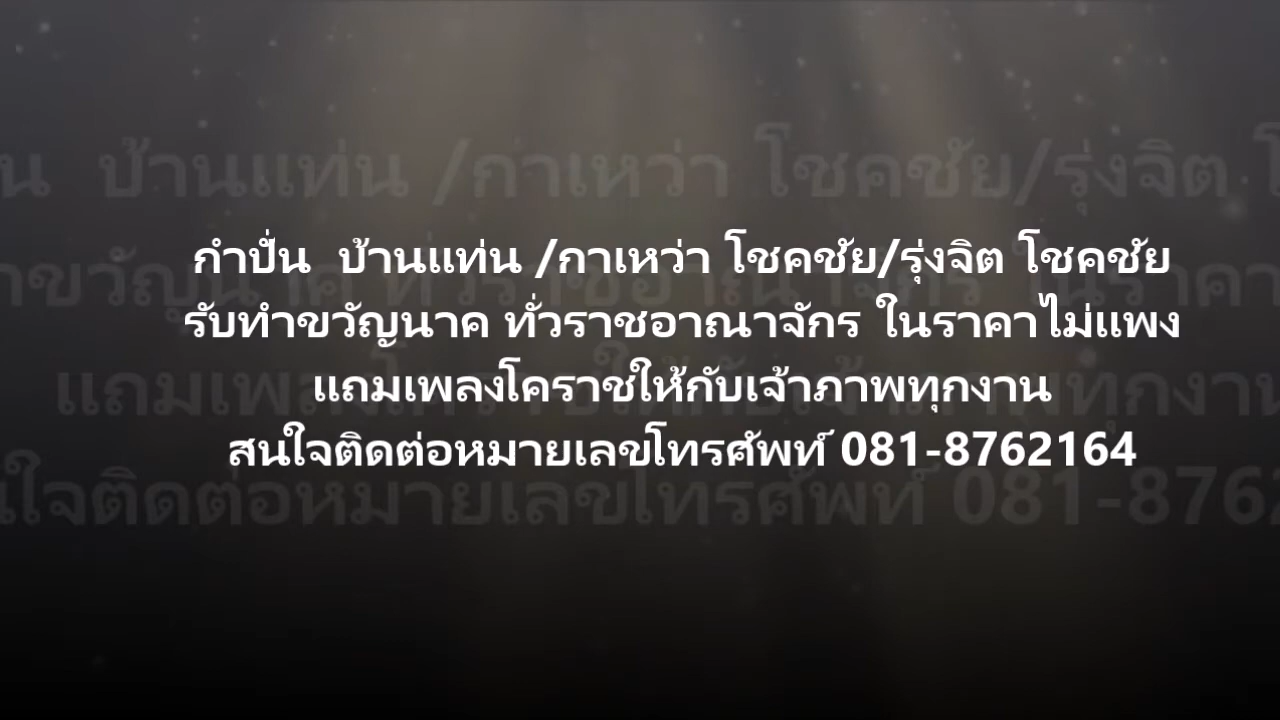 กำปั่น  บ้านแท่น /กาเหว่า โชคชัย/รุ่งจิต โชคชัย
รับทำขวัญนาค ทั่วราชอาณาจักร ในราคาไม่แพง
แถมเพลงโคราชให้กับเจ้าภาพทุกงาน
สนใจติดต่อหมายเลขโทรศัพท์ 081-8762164